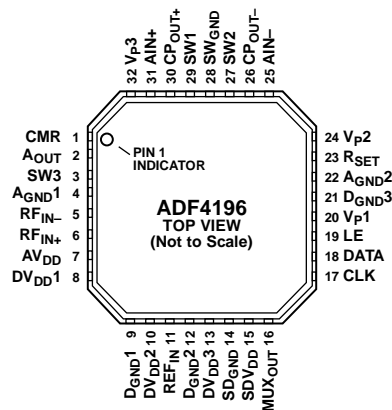 32 VP3
31 AIN+
30 CPOUT+
29 SW1
28 SWGND
27 SW2
26 CPOUT–
25 AIN–
CMR 1
AOUT 2
SW3 3
AGND1 4
RFIN– 5
RFIN+ 6
AVDD 7
DVDD1 8
PIN 1
INDICATOR
ADF4196
TOP VIEW
(Not to Scale)
24 VP2
23 RSET
22 AGND2
21 DGND3
20 VP1
19 LE
18 DATA
17 CLK
DGND1 9
DVDD2 10
REFIN 11
DGND2 12
DVDD3 13
SDGND 14
SDVDD 15
MUXOUT 16